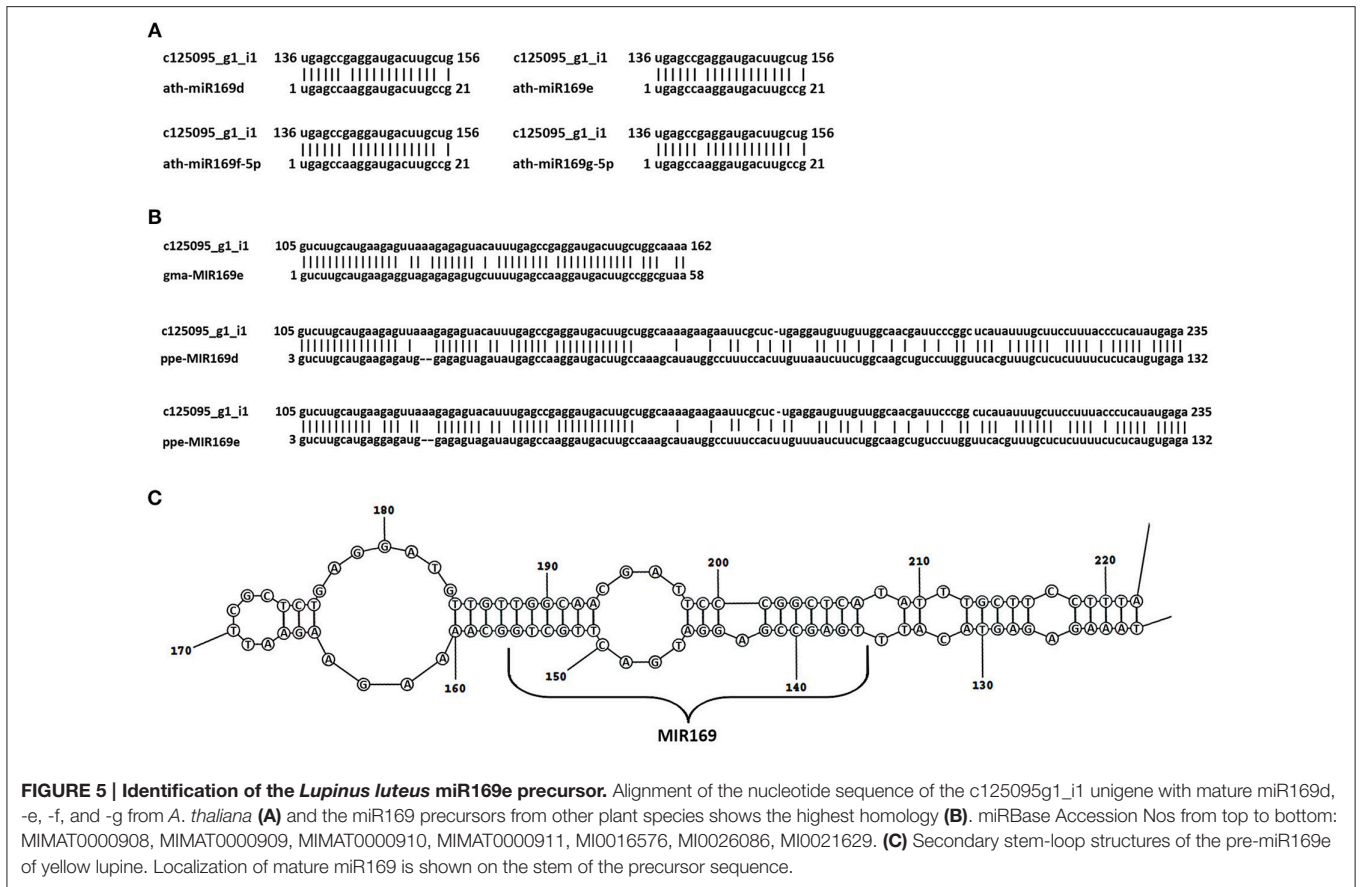 A
c125095_g1_i1 136 ugagccgaggaugacuugcug 156 c125095_g1_i1 136 ugagccgaggaugacuugcug 156
ath-miR169d 1 ugagccaaggaugacuugccg 21 ath-miR169e 1 ugagccaaggaugacuugccg 21
c125095_g1_i1 136 ugagccgaggaugacuugcug 156 c125095_g1_i1 136 ugagccgaggaugacuugcug 156
ath-miR169f-5p 1 ugagccaaggaugacuugccg 21 ath-miR169g-5p 1 ugagccaaggaugacuugccg 21
B
c125095_g1_i1 105 gucuugcaugaagaguuaaagagaguacauuugagccgaggaugacuugcuggcaaaa 162
gma-MIR169e 1 gucuugcaugaagagguagagagagugcuuuugagccaaggaugacuugccggcguaa 58
c125095_g1_i1 105 gucuugcaugaagaguuaaagagaguacauuugagccgaggaugacuugcuggcaaaagaagaauucgcuc-ugaggauguuguuggcaacgauucccggcucauauuugcuuccuuuacccucauaugaga 235
ppe-MIR169d 3 gucuugcaugaagagaug--gagaguagauaugagccaaggaugacuugccaaagcauauggccuuuccacuuguuuaaucuucuggcaagcuguccuugguucacguuugcucucuuuucucucauguguaga 132
c125095_g1_i1 105 gucuugcaugaagaguuaaagagaguacauuugagccgaggaugacuugcuggcaaaagaagaauucgcuc-ugaggauguuguuggcaacgauucccgg cucauauuugcuuccuuuacccucauaugaga 235
ppe-MIR169e 3 gucuugcaugaggagaug--gagaguagauaugagccaaggaugacuugccaaagcauauggccuuuccacuuguuuaucuucuggcaagcuguccuugguucacguuugcucucuuuucucucaugugaga 132
C
180
190
200
210
220
170
160
150
140
130
MIR169
FIGURE 5 | Identification of the Lupinus luteus miR169e precursor. Alignment of the nucleotide sequence of the c125095g1_i1 unigene with mature miR169d,
-e, -f, and -g from A. thaliana (A) and the miR169 precursors from other plant species shows the highest homology (B). miRBase Accession Nos from top to bottom:
MIMAT0000908, MIMAT0000909, MIMAT0000910, MIMAT0000911, MI0016576, MI0026086, MI0021629. (C) Secondary stem-loop structures of the pre-miR169e
of yellow lupine. Localization of mature miR169 is shown on the stem of the precursor sequence.